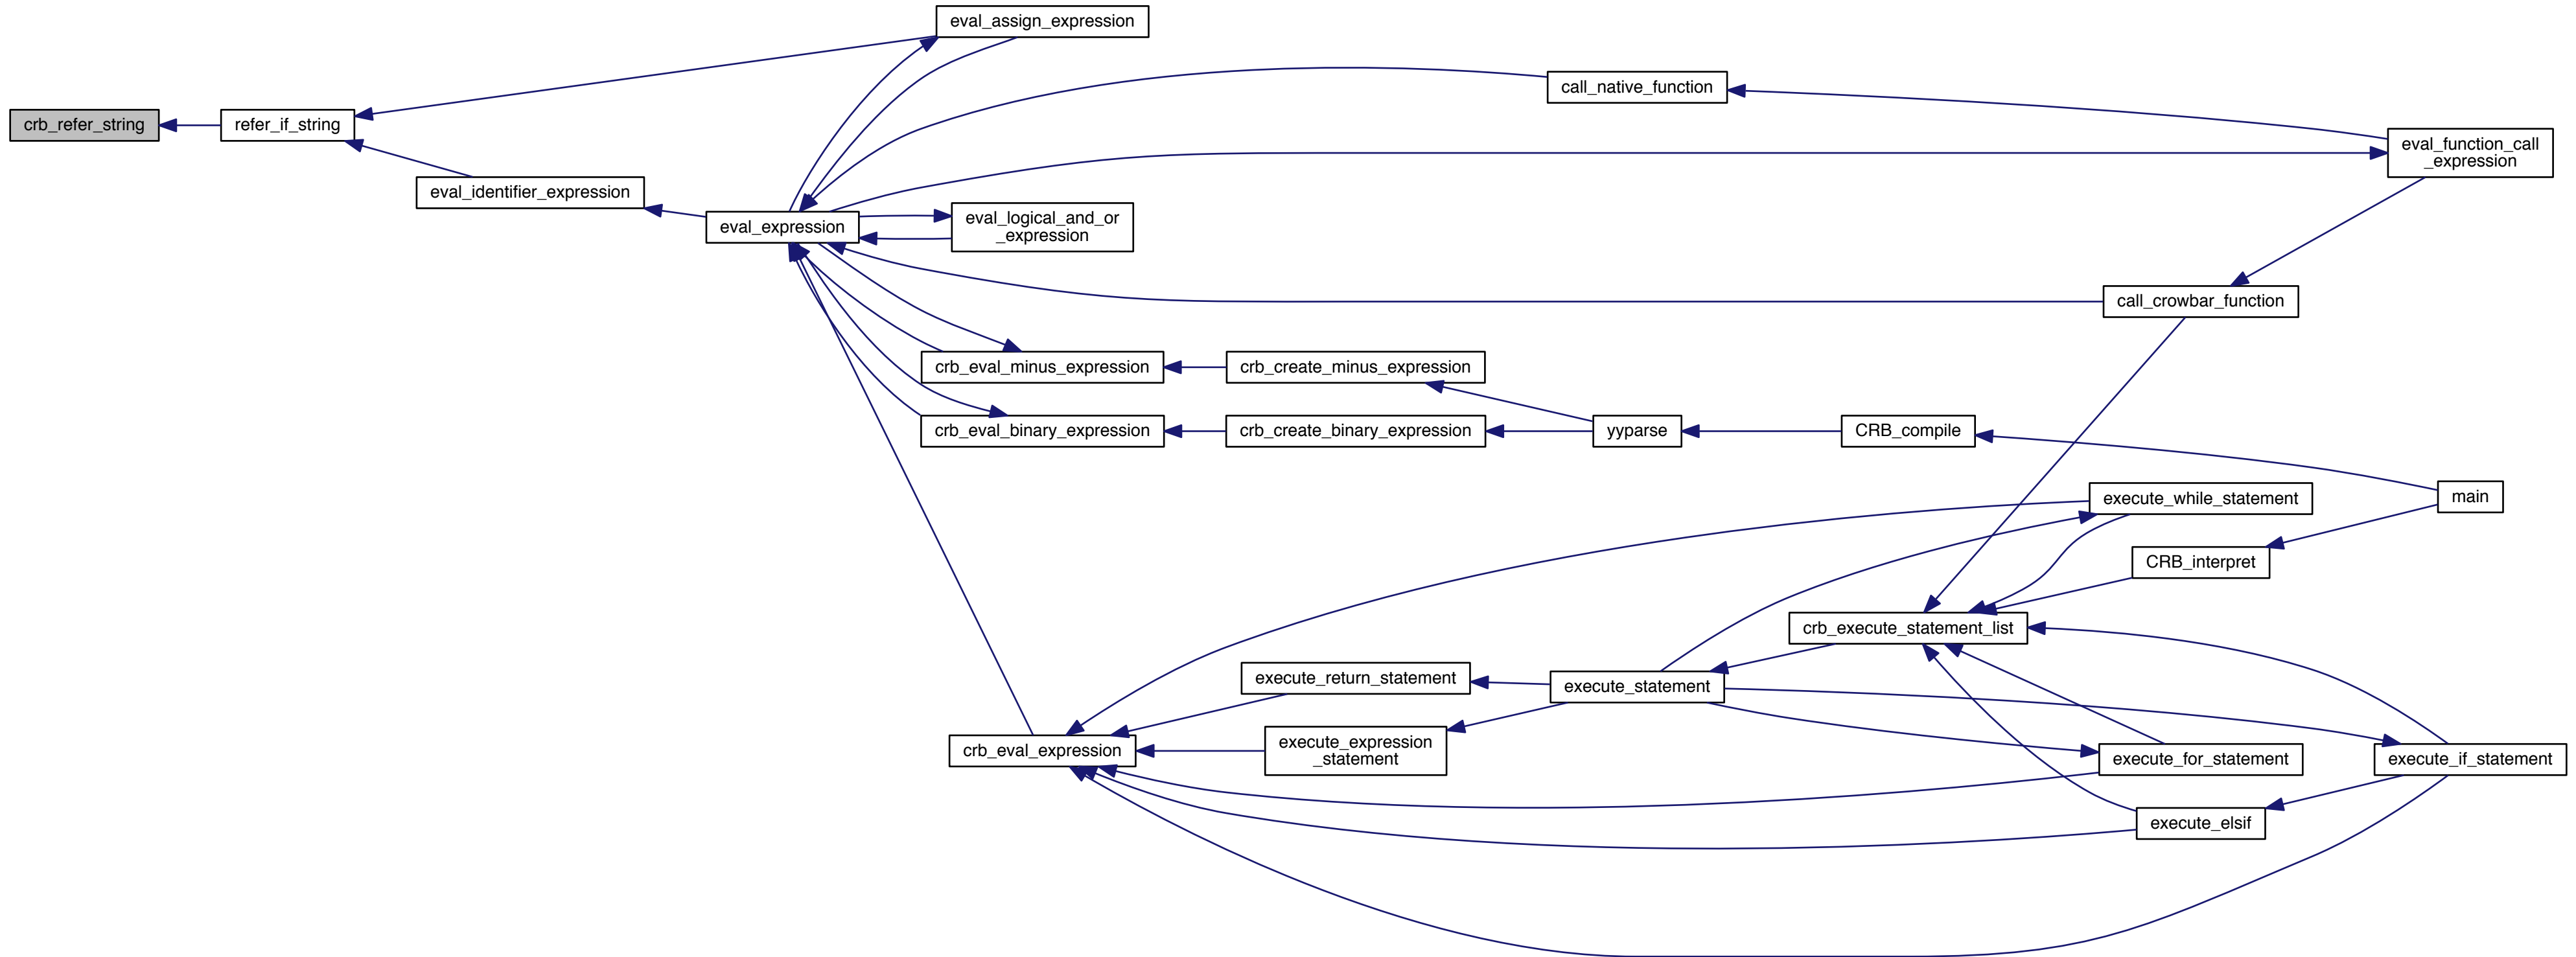 eval_assign_expression
call_native_function
crb_refer_string
refer_if_string
eval_function_call
_expression
eval_identifier_expression
eval_expression
eval_logical_and_or
_expression
call_crowbar_function
crb_eval_minus_expression
crb_create_minus_expression
crb_eval_binary_expression
crb_create_binary_expression
yyparse
CRB_compile
execute_while_statement
main
CRB_interpret
crb_execute_statement_list
execute_return_statement
execute_statement
crb_eval_expression
execute_expression
_statement
execute_for_statement
execute_if_statement
execute_elsif